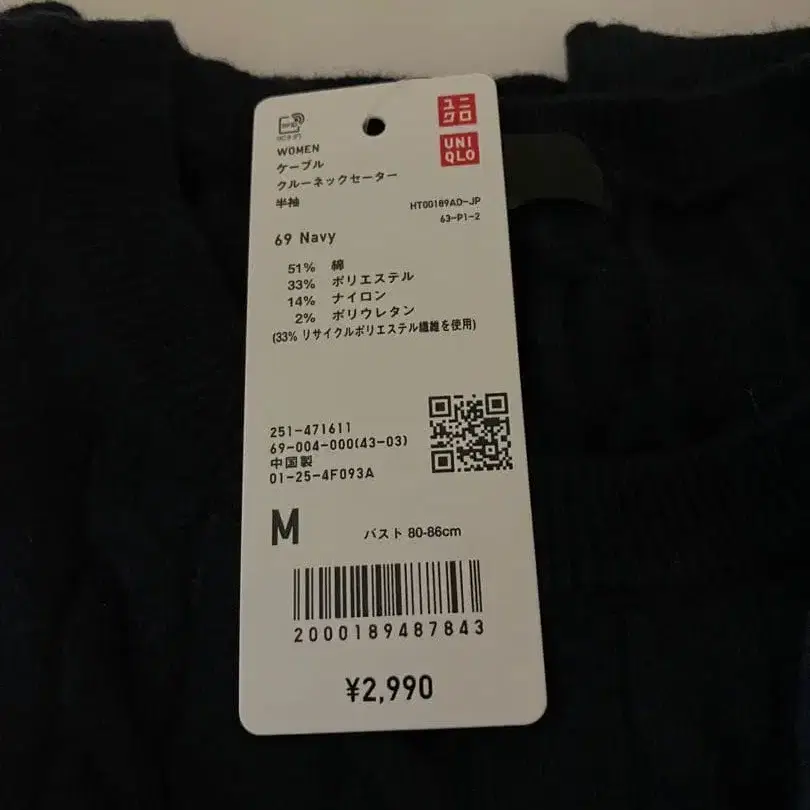 ユニ
クロ
UNI
QLO
WOMEN
ケーブル
クルーネックセーター
半袖
HT00189AD-JP
63-P1-2
69 Navy
51% 綿
33% ポリエステル
14% ナイロン
2% ポリウレタン
(33% リサイクルポリエステル繊維を使用)
251-471611
69-004-000(43-03)
中国製
01-25-4F093A
M
バスト 80-86cm
2000189487843
¥2,990